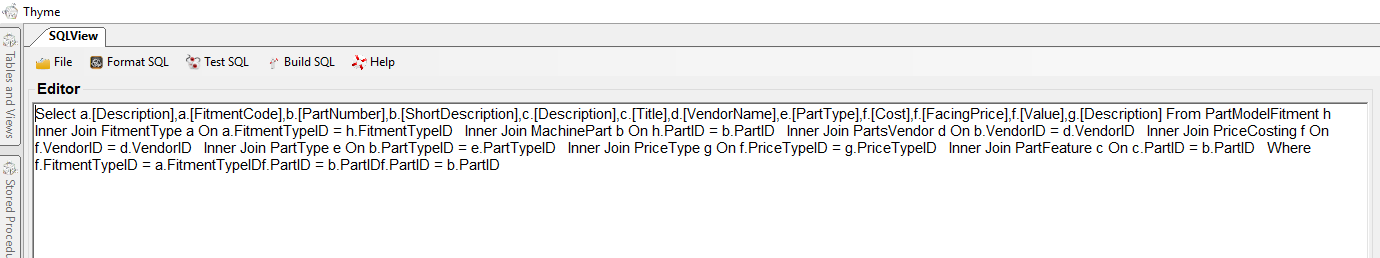 Thyme
SQLView
File Format SQL Test SQL Build SQL Help
Tables and Views
Stored Procedu
Editor
Select a.[Description],a.[FitmentCode],b.[PartNumber],b.[ShortDescription],c.[Description],c.[Title],d.[VendorName],e.[PartType],f.[Cost],f.[FacingPrice],f.[Value],g.[Description] From PartModelFitment h
Inner Join FitmentType a On a.FitmentTypeID = h.FitmentTypeID   Inner Join MachinePart b On h.PartID = b.PartID   Inner Join PartsVendor d On b.VendorID = d.VendorID   Inner Join PriceCosting f On
f.VendorID = d.VendorID   Inner Join PartType e On b.PartTypeID = e.PartTypeID   Inner Join PriceType g On f.PriceTypeID = g.PriceTypeID   Inner Join PartFeature c On c.PartID = b.PartID   Where
f.FitmentTypeID = a.FitmentTypeIDf.PartID = b.PartIDf.PartID = b.PartID